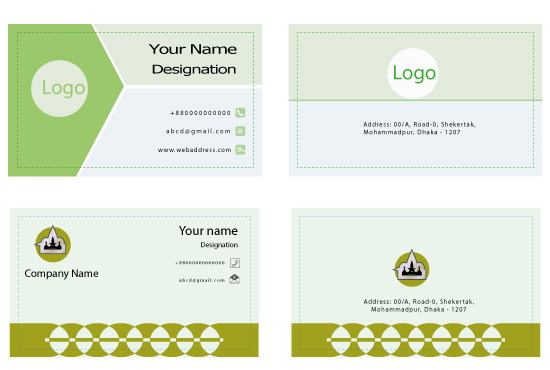 Logo
Your Name
Designation
+880000000000
abcd@gmail.com
www.webaddress.com
Logo
Address: 00/A, Road-0, Shekertak,
Mohammadpur, Dhaka - 1207
Company Name
Your name
Designation
+8800000000000
abcd@gmail.com
Address: 00/A, Road-0, Shekertak,
Mohammadpur, Dhaka - 1207